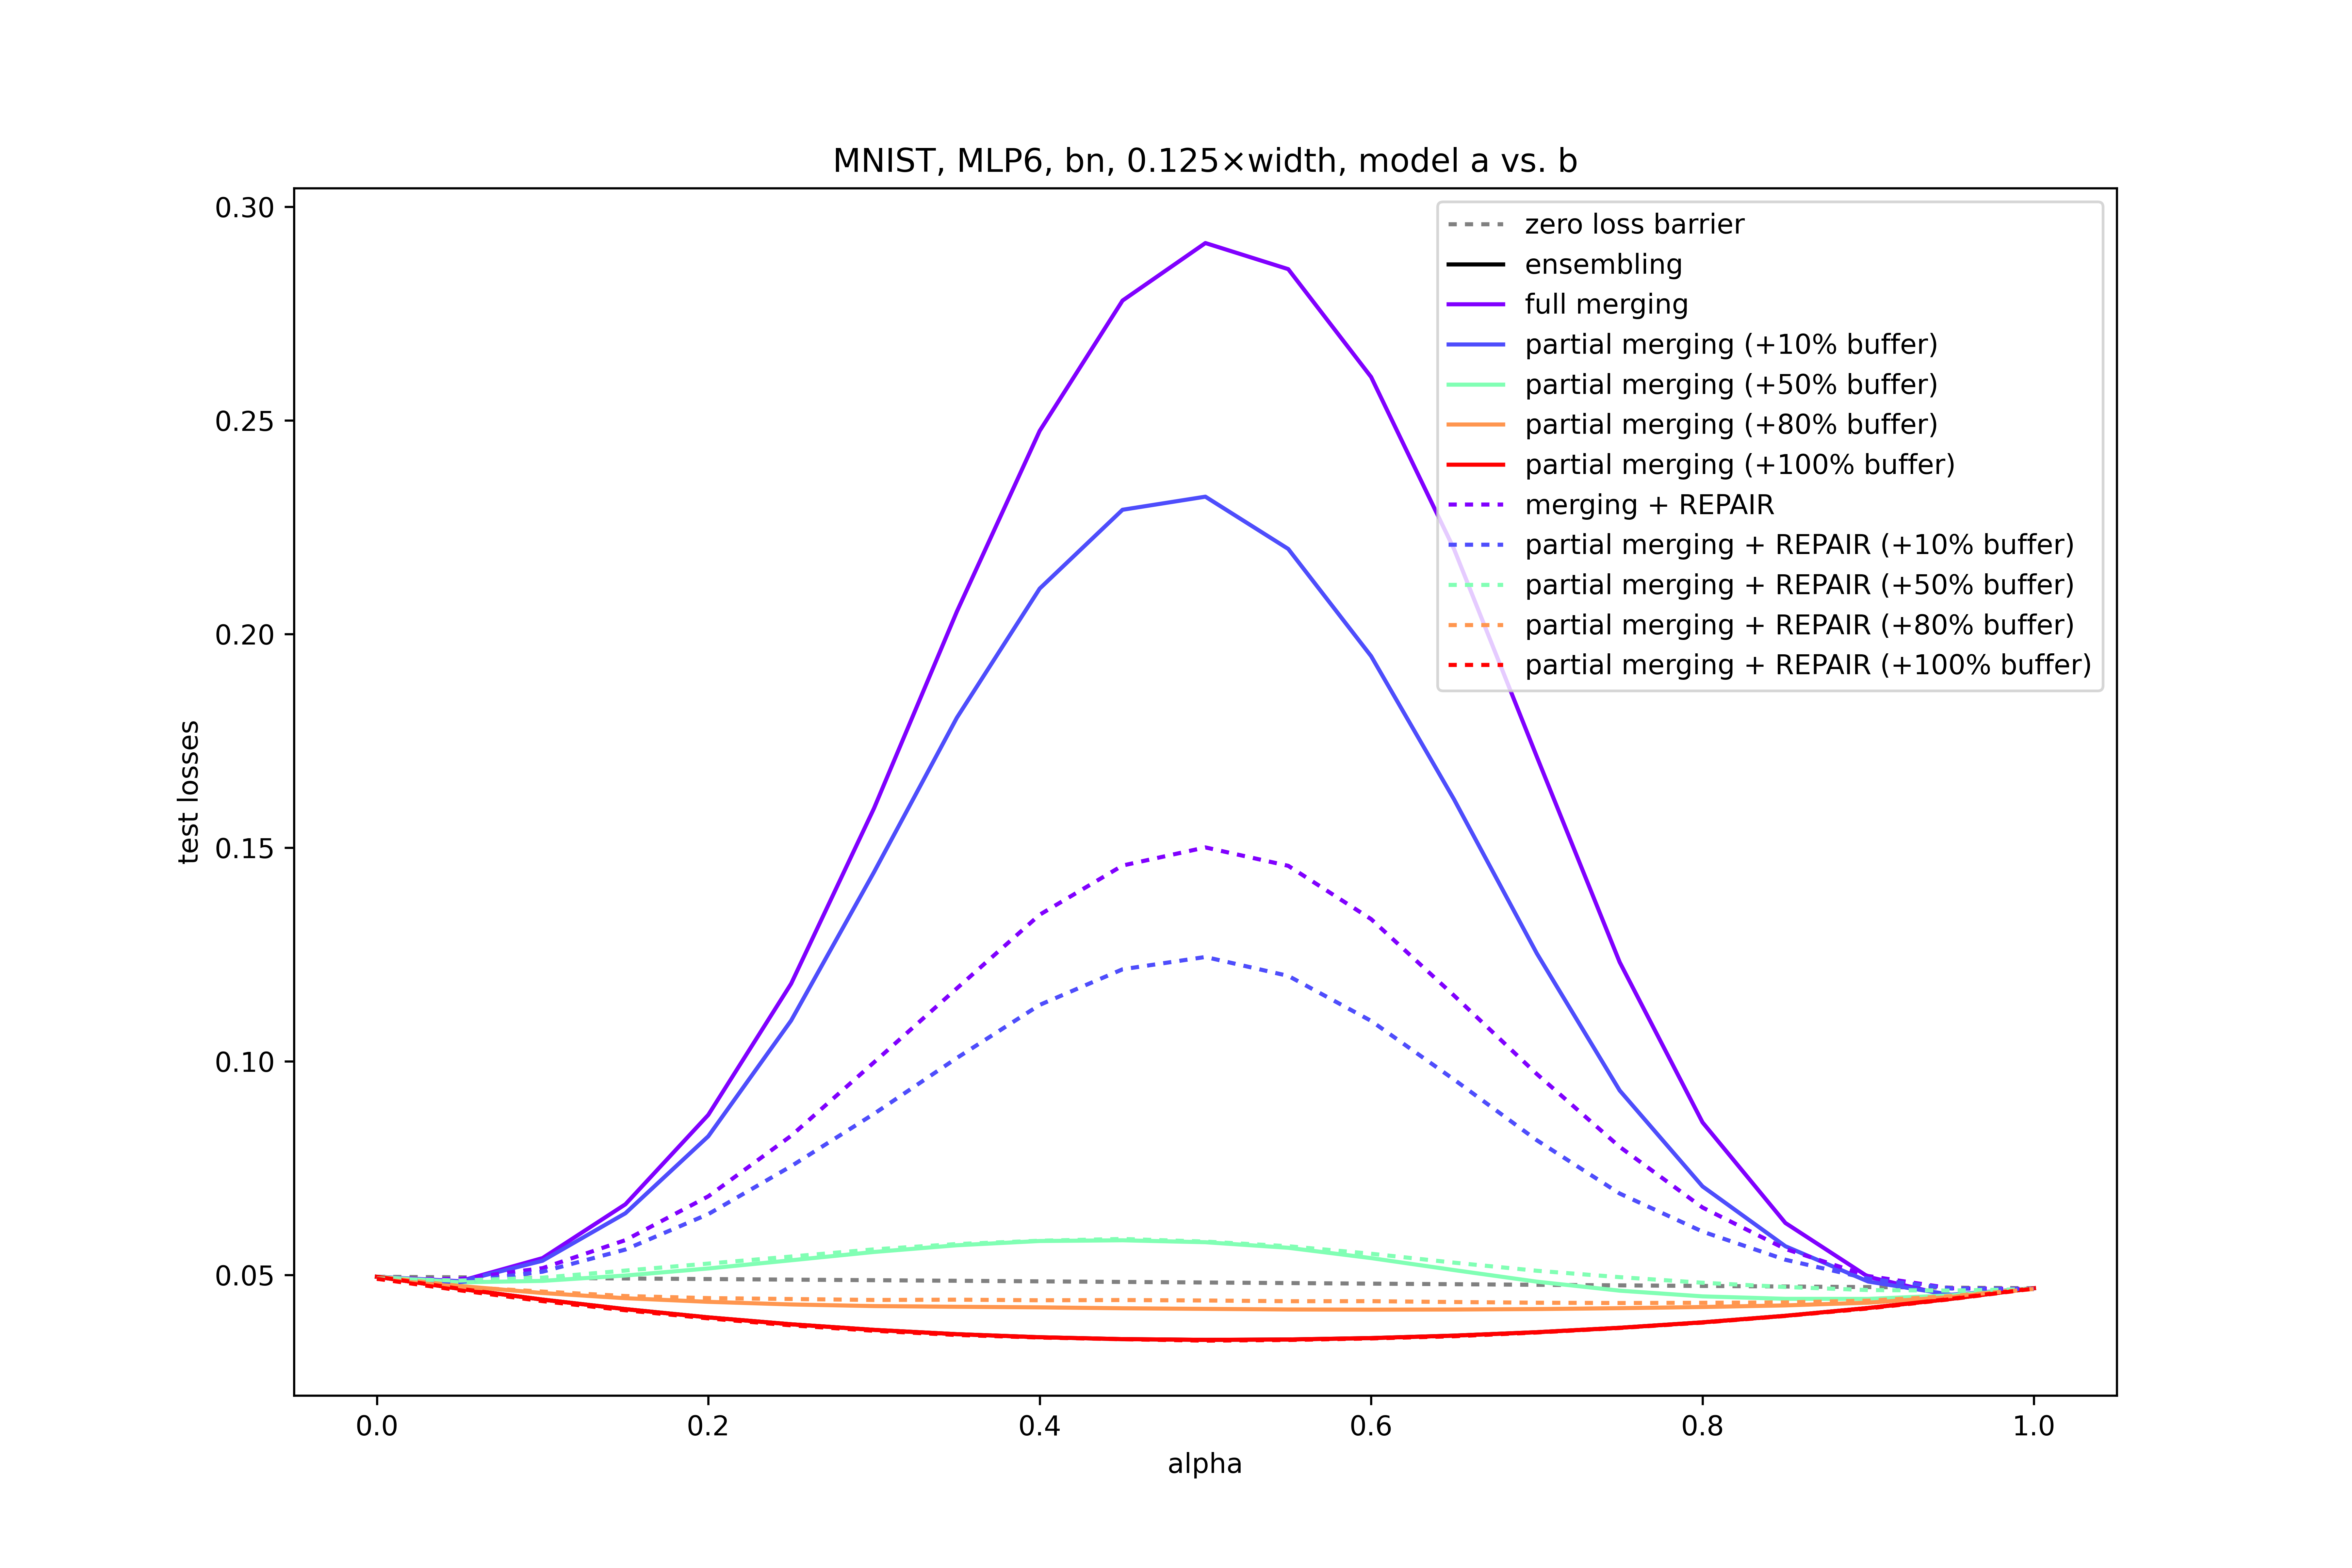 MNIST, MLP6, bn, 0.125×width, model a vs. b
0.30
0.25
0.20
0.15
0.10
0.05
test losses
zero loss barrier
ensembling
full merging
partial merging (+10% buffer)
partial merging (+50% buffer)
partial merging (+80% buffer)
partial merging (+100% buffer)
merging + REPAIR
partial merging + REPAIR (+10% buffer)
partial merging + REPAIR (+50% buffer)
partial merging + REPAIR (+80% buffer)
partial merging + REPAIR (+100% buffer)
0.0 0.2 0.4 0.6 0.8 1.0
alpha